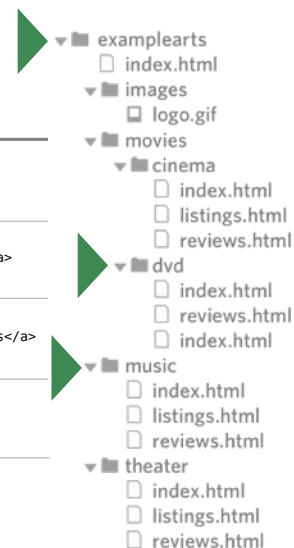 examplearts
index.html
images
logo.gif
movies
cinema
index.html
listings.html
reviews.html
a>
dvd
index.html
reviews.html
s</a>
index.html
music
index.html
listings.html
reviews.html
theater
index.html
listings.html
reviews.html